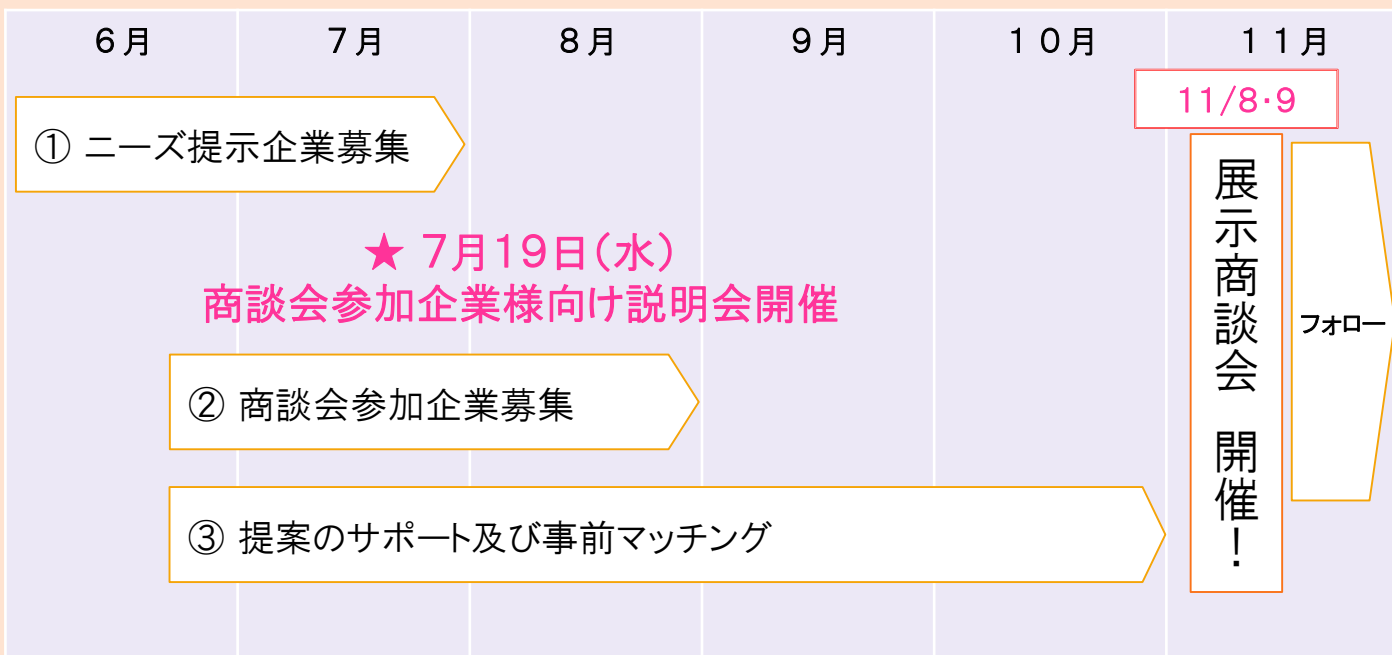 6月 7月 8月 9月 10月 11月
11/8・9
① ニーズ提示企業募集
★ 7月19日(水)
商談会参加企業様向け説明会開催
② 商談会参加企業募集
③ 提案のサポート及び事前マッチング
展示商談会 開催!
フォロー